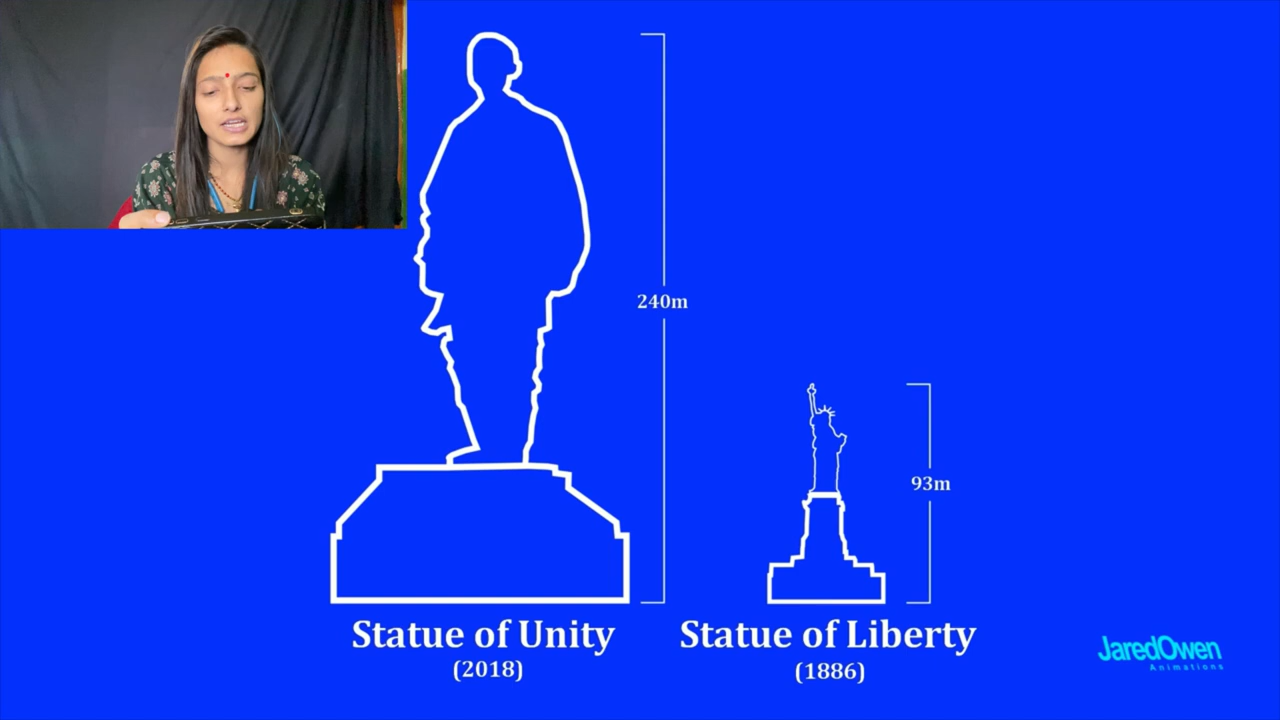 240m
93m
Statue of Unity
(2018)
Statue of Liberty
(1886)
JaredOwen
Animations